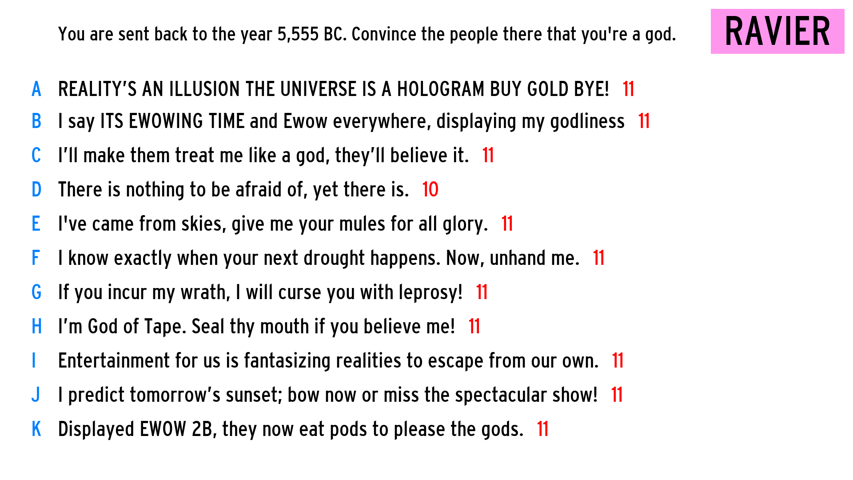 You are sent back to the year 5,555 BC. Convince the people there that you're a god. RAVIER
A REALITY'S AN ILLUSION THE UNIVERSE IS A HOLOGRAM BUY GOLD BYE! 11
B I say ITS EWOWING TIME and Ewow everywhere, displaying my godliness 11
C I'll make them treat me like a god, they'll believe it. 11
D There is nothing to be afraid of, yet there is. 10
E I've came from skies, give me your mules for all glory. 11
F I know exactly when your next drought happens. Now, unhand me. 11
G If you incur my wrath, I will curse you with leprosy! 11
H I'm God of Tape. Seal thy mouth if you believe me! 11
I Entertainment for us is fantasizing realities to escape from our own. 11
J I predict tomorrow's sunset; bow now or miss the spectacular show! 11
K Displayed EWOW 2B, they now eat pods to please the gods. 11